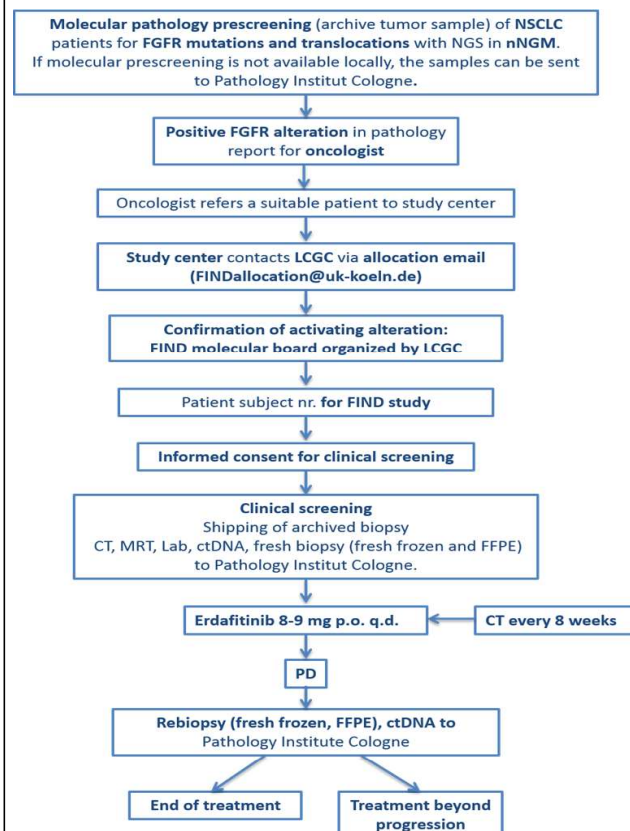 Molecular pathology prescreening (archive tumor sample) of NSCLC
patients for FGFR mutations and translocations with NGS in nNGM.
If molecular prescreening is not available locally, the samples can be sent
to Pathology Institut Cologne.
Positive FGFR alteration in pathology
report for oncologist
Oncologist refers a suitable patient to study center
Study center contacts LCGC via allocation email
(FINDallocation@uk-koeln.de)
Confirmation of activating alteration:
FIND molecular board organized by LCGC
Patient subject nr. for FIND study
Informed consent for clinical screening
Clinical screening
Shipping of archived biopsy
CT, MRT, Lab, ctDNA, fresh biopsy (fresh frozen and FFPE)
to Pathology Institut Cologne.
Erdafitinib 8-9 mg p.o. q.d.
CT every 8 weeks
PD
Rebiopsy (fresh frozen, FFPE), ctDNA to
Pathology Institute Cologne
End of treatment
Treatment beyond
progression